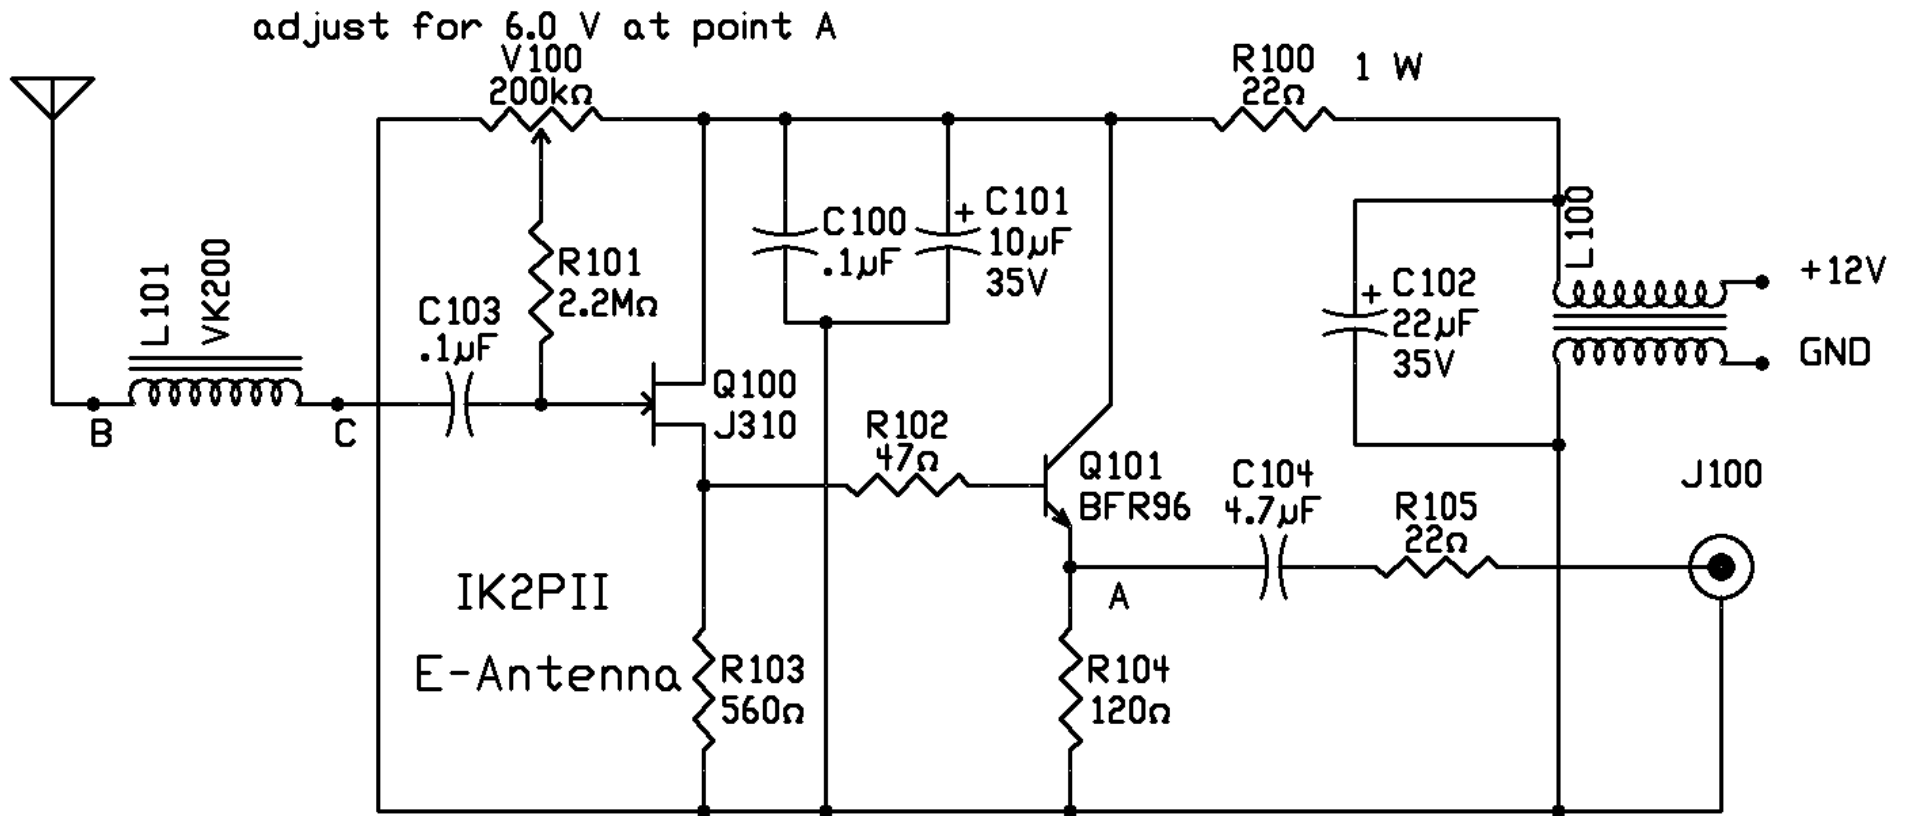 adjust for 6.0 V at point A
V100
200kΩ
R100
22Ω
1 W
L101
VK200
R101
2.2MΩ
C100
.1µF
+
C101
10µF
35V
L100
+12V
GND
+
C102
22µF
35V
C103
.1µF
B
C
Q100
J310
R102
47Ω
Q101
BFR96
C104
4.7µF
R105
22Ω
J100
A
IK2PII
E-Antenna
R103
560Ω
R104
120Ω